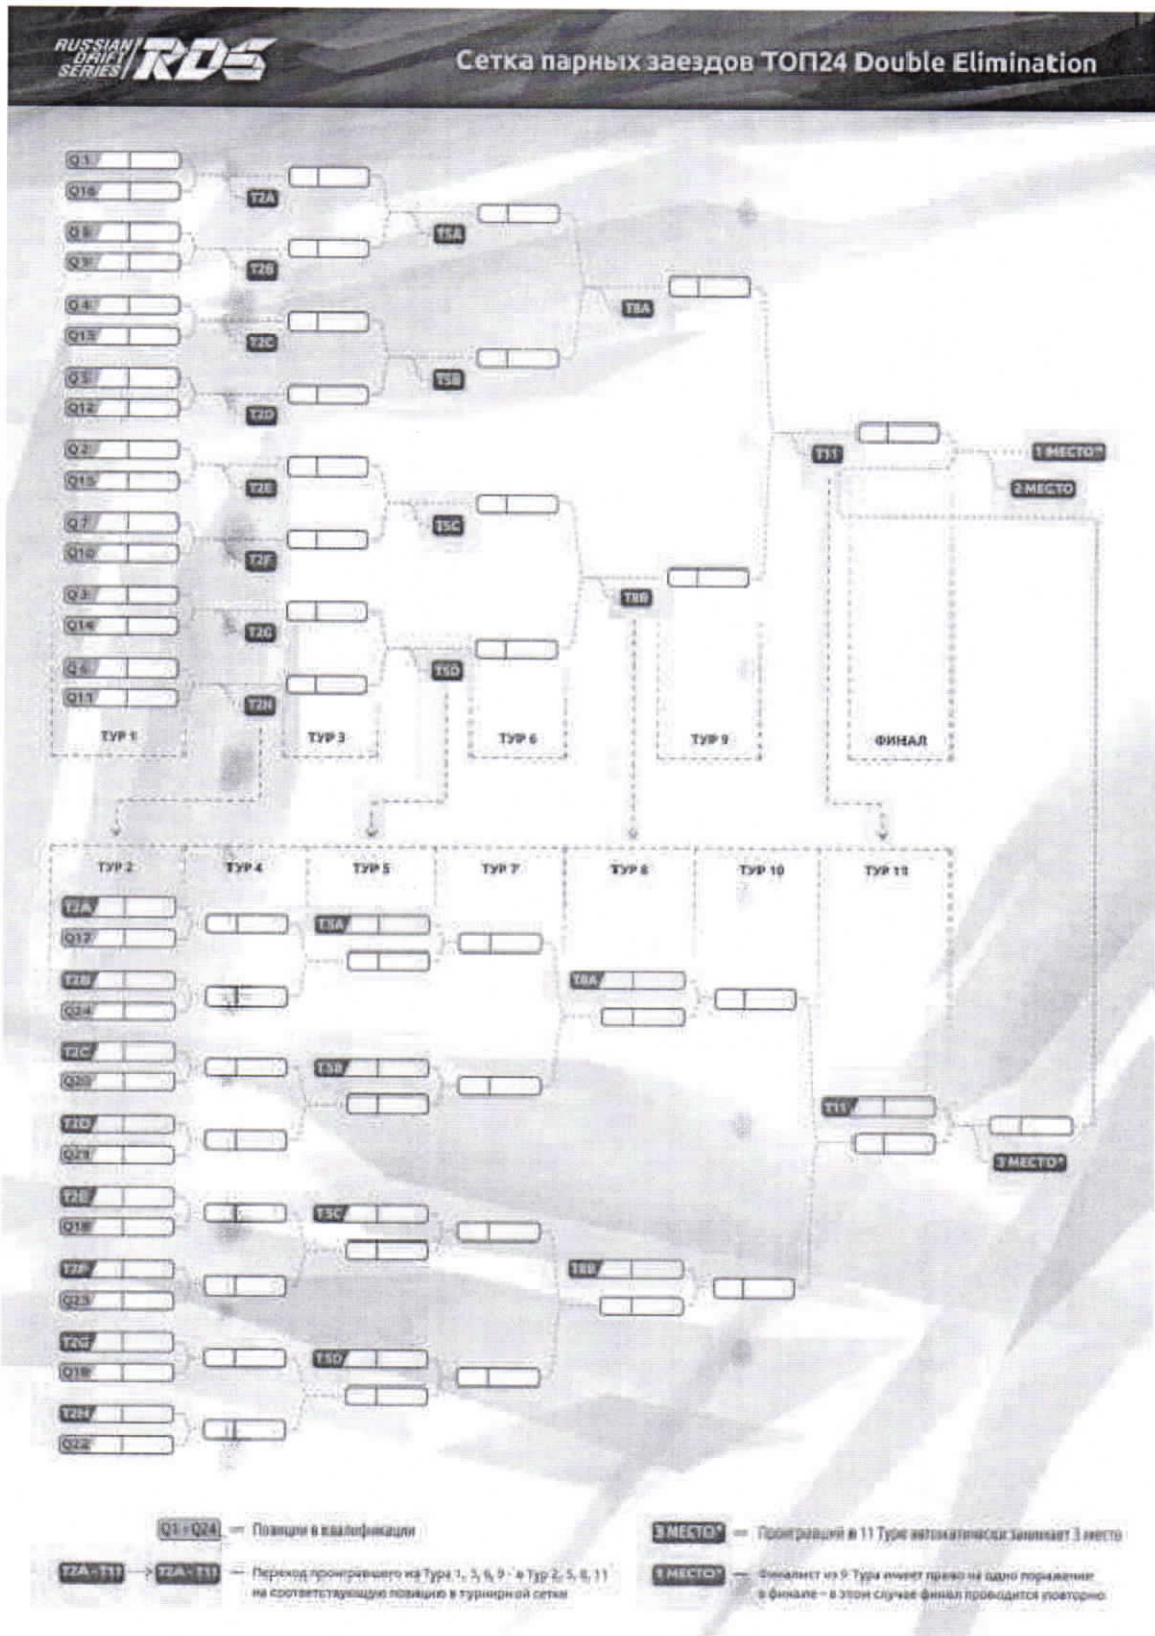 RUSSIAN
DRIFT
SERIES
RDS
Сетка парных заездов ТОП24 Double Elimination
Q1
Q16
T2A
Q8
T2B
T5A
Q4
Q13
T2C
T8A
Q5
Q12
T2D
T5B
Q2
Q15
T2E
T11
1 МЕСТО*
2 МЕСТО
Q7
Q10
T2F
T5C
Q3
Q14
T2G
T8B
Q6
Q11
T2H
T5D
ТУР 1
ТУР 3
ТУР 6
ТУР 9
ФИНАЛ
ТУР 2
ТУР 4
ТУР 5
ТУР 7
ТУР 8
ТУР 10
ТУР 11
T2A
Q17
T5A
T2B
Q24
T8A
T2C
Q20
T5B
T2D
Q21
T11
3 МЕСТО*
T2E
Q18
T5C
T2F
Q23
T8B
T2G
Q19
T5D
T2H
Q22
Q1 - Q24 — Позиции в квалификации
T2A - T11 → T2A - T11 — Переход проигравшего из Тура 1, 3, 6, 9 - в Тур 2, 5, 8, 11
на соответствующую позицию в турнирной сетке
3 МЕСТО* — Проигравший в 11 Туре автоматически занимает 3 место
1 МЕСТО* — Финалист из 9 Тура имеет право на одно поражение
в финале – в этом случае финал проводится повторно